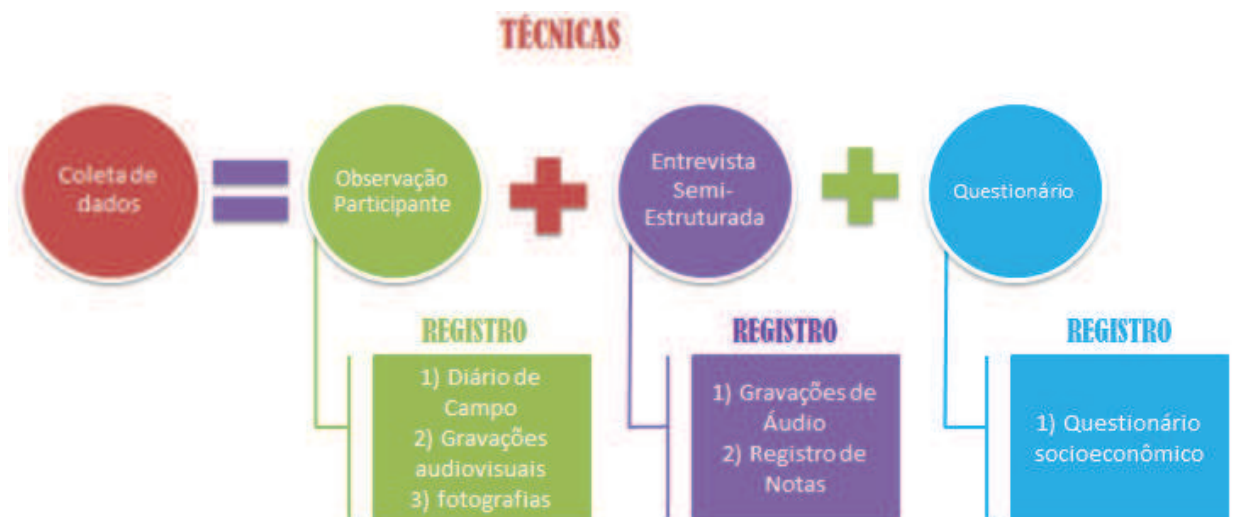 TÉCNICAS
Coleta de
dados
Observação
Participante
Entrevista
Semi-
Estruturada
Questionário
REGISTRO
1) Diário de
Campo
2) Gravações
audiovisuais
3) fotografias
REGISTRO
1) Gravações de
Áudio
2) Registro de
Notas
REGISTRO
1) Questionário
socioeconômico